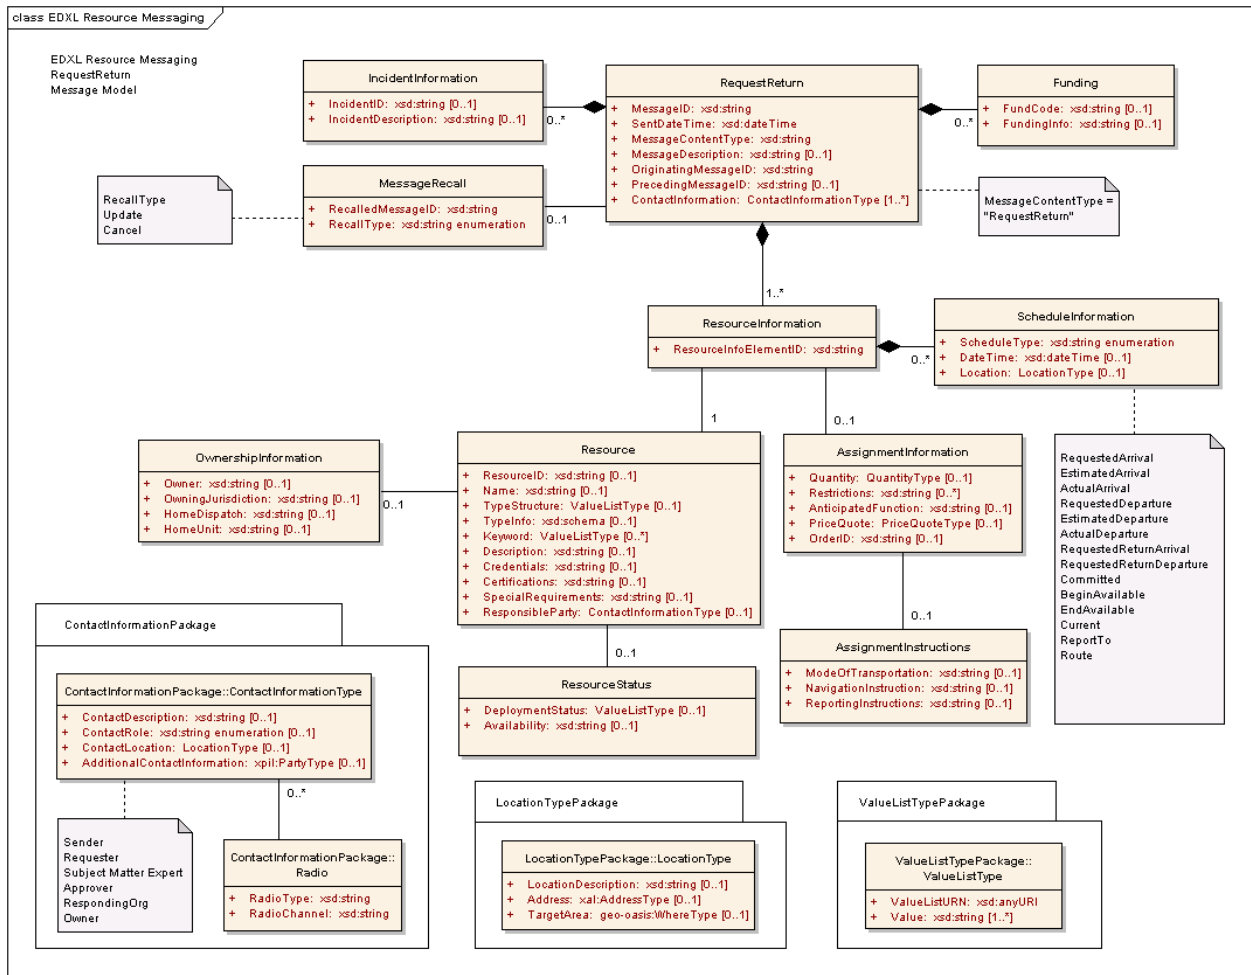 class EDXL Resource Messaging
EDXL Resource Messaging
RequestReturn
Message Model
IncidentInformation
+ IncidentID: xsd:string [0..1]
+ IncidentDescription: xsd:string [0..1]
0..*
RequestReturn
+ MessageID: xsd:string
+ SentDateTime: xsd:dateTime
+ MessageContentType: xsd:string
+ MessageDescription: xsd:string [0..1]
+ OriginatingMessageID: xsd:string
+ PrecedingMessageID: xsd:string [0..1]
+ ContactInformation: ContactInformationType [1..*]
Funding
+ FundCode: xsd:string [0..1]
+ FundingInfo: xsd:string [0..1]
0..*
RecallType
Update
Cancel
MessageRecall
+ RecalledMessageID: xsd:string
+ RecallType: xsd:string enumeration
0..1
MessageContentType =
"RequestReturn"
1..*
ResourceInformation
+ ResourceInfoElementID: xsd:string
0..*
ScheduleInformation
+ ScheduleType: xsd:string enumeration
+ DateTime: xsd:dateTime [0..1]
+ Location: LocationType [0..1]
1
0..1
OwnershipInformation
+ Owner: xsd:string [0..1]
+ OwningJurisdiction: xsd:string [0..1]
+ HomeDispatch: xsd:string [0..1]
+ HomeUnit: xsd:string [0..1]
0..1
Resource
+ ResourceID: xsd:string [0..1]
+ Name: xsd:string [0..1]
+ TypeStructure: ValueListType [0..1]
+ TypeInfo: xsd:schema
+ Keyword: ValueListType [0..*]
+ Description: xsd:string [0..1]
+ Credentials: xsd:string [0..1]
+ Certifications: xsd:string [0..1]
+ SpecialRequirements: xsd:string [0..1]
+ ResponsibleParty: ContactInformationType [0..1]
AssignmentInformation
+ Quantity: QuantityType [0..1]
+ Restrictions: xsd:string [0..*]
+ AnticipatedFunction: xsd:string [0..1]
+ PriceQuote: PriceQuoteType [0..1]
+ OrderID: xsd:string [0..1]
RequestedArrival
EstimatedArrival
ActualArrival
RequestedDeparture
EstimatedDeparture
ActualDeparture
RequestedReturnArrival
RequestedReturnDeparture
Committed
BeginAvailable
EndAvailable
Current
ReportTo
Route
0..1
0..1
AssignmentInstructions
+ ModeOfTransportation: xsd:string [0..1]
+ NavigationInstruction: xsd:string [0..1]
+ ReportingInstructions: xsd:string [0..1]
ResourceStatus
+ DeploymentStatus: ValueListType [0..1]
+ Availability: xsd:string [0..1]
ContactInformationPackage
ContactInformationPackage::ContactInformationType
+ ContactDescription: xsd:string [0..1]
+ ContactRole: xsd:string enumeration [0..1]
+ ContactLocation: LocationType [0..1]
+ AdditionalContactInformation: xpil:PartyType [0..1]
0..*
Sender
Requester
Subject Matter Expert
Approver
RespondingOrg
Owner
ContactInformationPackage::
Radio
+ RadioType: xsd:string
+ RadioChannel: xsd:string
LocationTypePackage
LocationTypePackage::LocationType
+ LocationDescription: xsd:string [0..1]
+ Address: xal:AddressType [0..1]
+ TargetArea: geo-oasis:WhereType [0..1]
ValueListTypePackage
ValueListTypePackage::
ValueListType
+ ValueListURN: xsd:anyURI
+ Value: xsd:string [1..*]